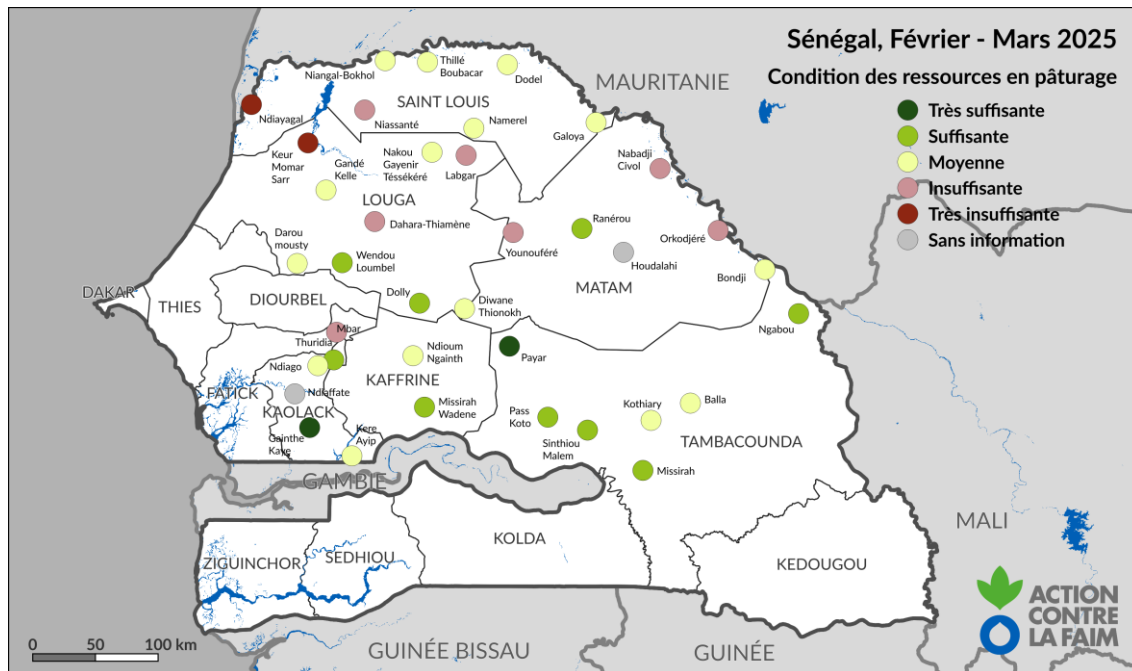 Sénégal, Février - Mars 2025
Condition des ressources en pâturage
Très suffisante
Suffisante
Moyenne
Insuffisante
Très insuffisante
Sans information
MAURITANIE
Niangal-Bokhol
Thillé
Boubacar
Dodel
SAINT LOUIS
Ndiayagal
Niassanté
Namerel
Galoya
Keur
Momar
Sarr
Gandé
Kelle
Nakou
Gayenir
Téssékéré
Labgar
Nabadji
Civol
LOUGA
Dahara-Thiamène
Ranérou
Younouféré
Orkodjéré
Houdalahi
Darou
mousty
Wendou
Loumbel
Bondji
MATAM
DAKAR
THIES
DIOURBEL
Dolly
Diwane
Thionokh
Ngabou
Mbar
Thuridia
Ndiago
Ndioum
Ngainth
Payar
KAFFRINE
FATICK
Ndiaffate
KAOLACK
Missirah
Wadene
Pass
Koto
Kothiary
Balla
Gainthe
Kaye
Kere
Ayip
Sinthiou
Malem
TAMBACOUNDA
Missirah
GAMBIE
MALI
KOLDA
ZIGUINCHOR
SEDHIOU
KEDOUGOU
ACTION
CONTRE
LA FAIM
0 50 100 km
GUINÉE BISSAU
GUINÉE